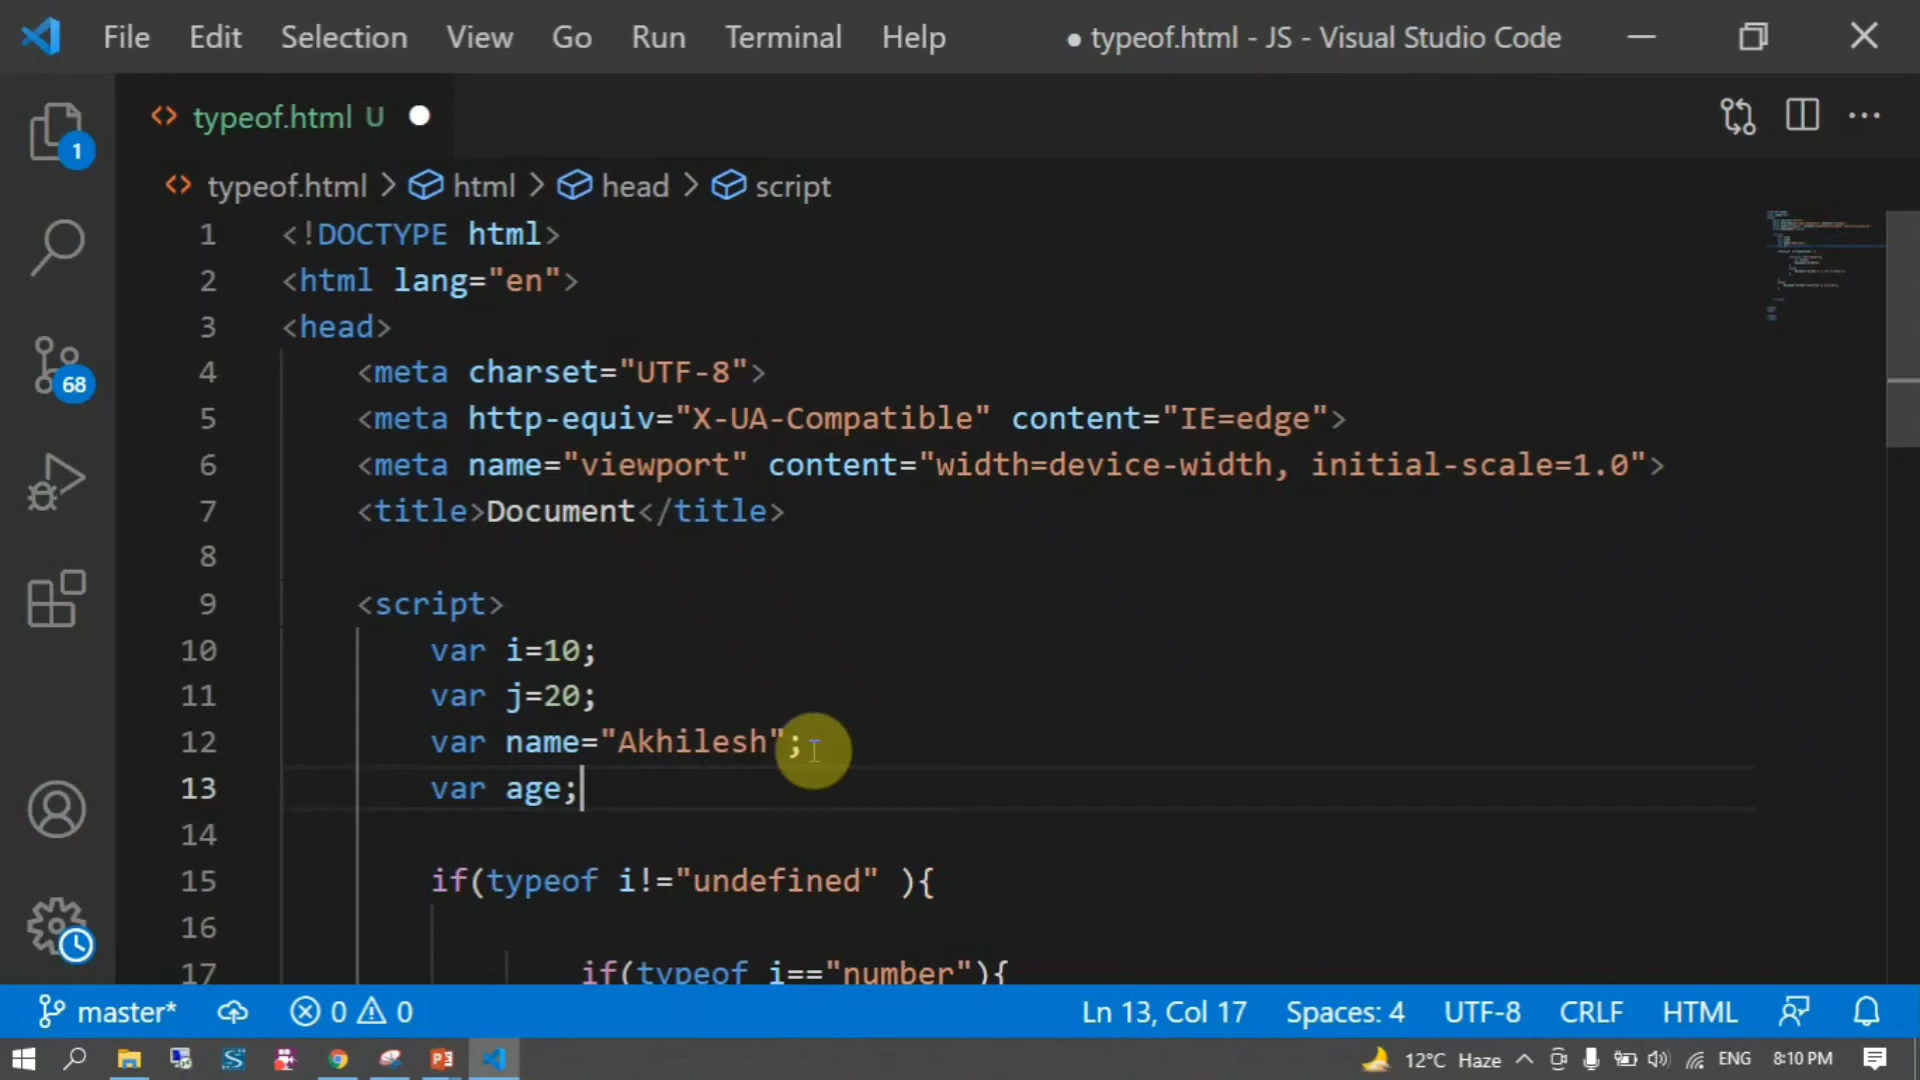 File Edit Selection View Go Run Terminal Help ● typeof.html - JS - Visual Studio Code
typeof.html U
1
typeof.html > html > head > script
1 <!DOCTYPE html>
2 <html lang="en">
3 <head>
4 <meta charset="UTF-8">
5 <meta http-equiv="X-UA-Compatible" content="IE=edge">
68
6 <meta name="viewport" content="width=device-width, initial-scale=1.0">
7 <title>Document</title>
8
9 <script>
10 var i=10;
11 var j=20;
12 var name="Akhilesh";
13 var age;
14
15 if(typeof i!="undefined" ){
16
17 if(typeof i=="number"){
master* 0 0 Ln 13, Col 17 Spaces: 4 UTF-8 CRLF HTML
12°C Haze ENG 8:10 PM